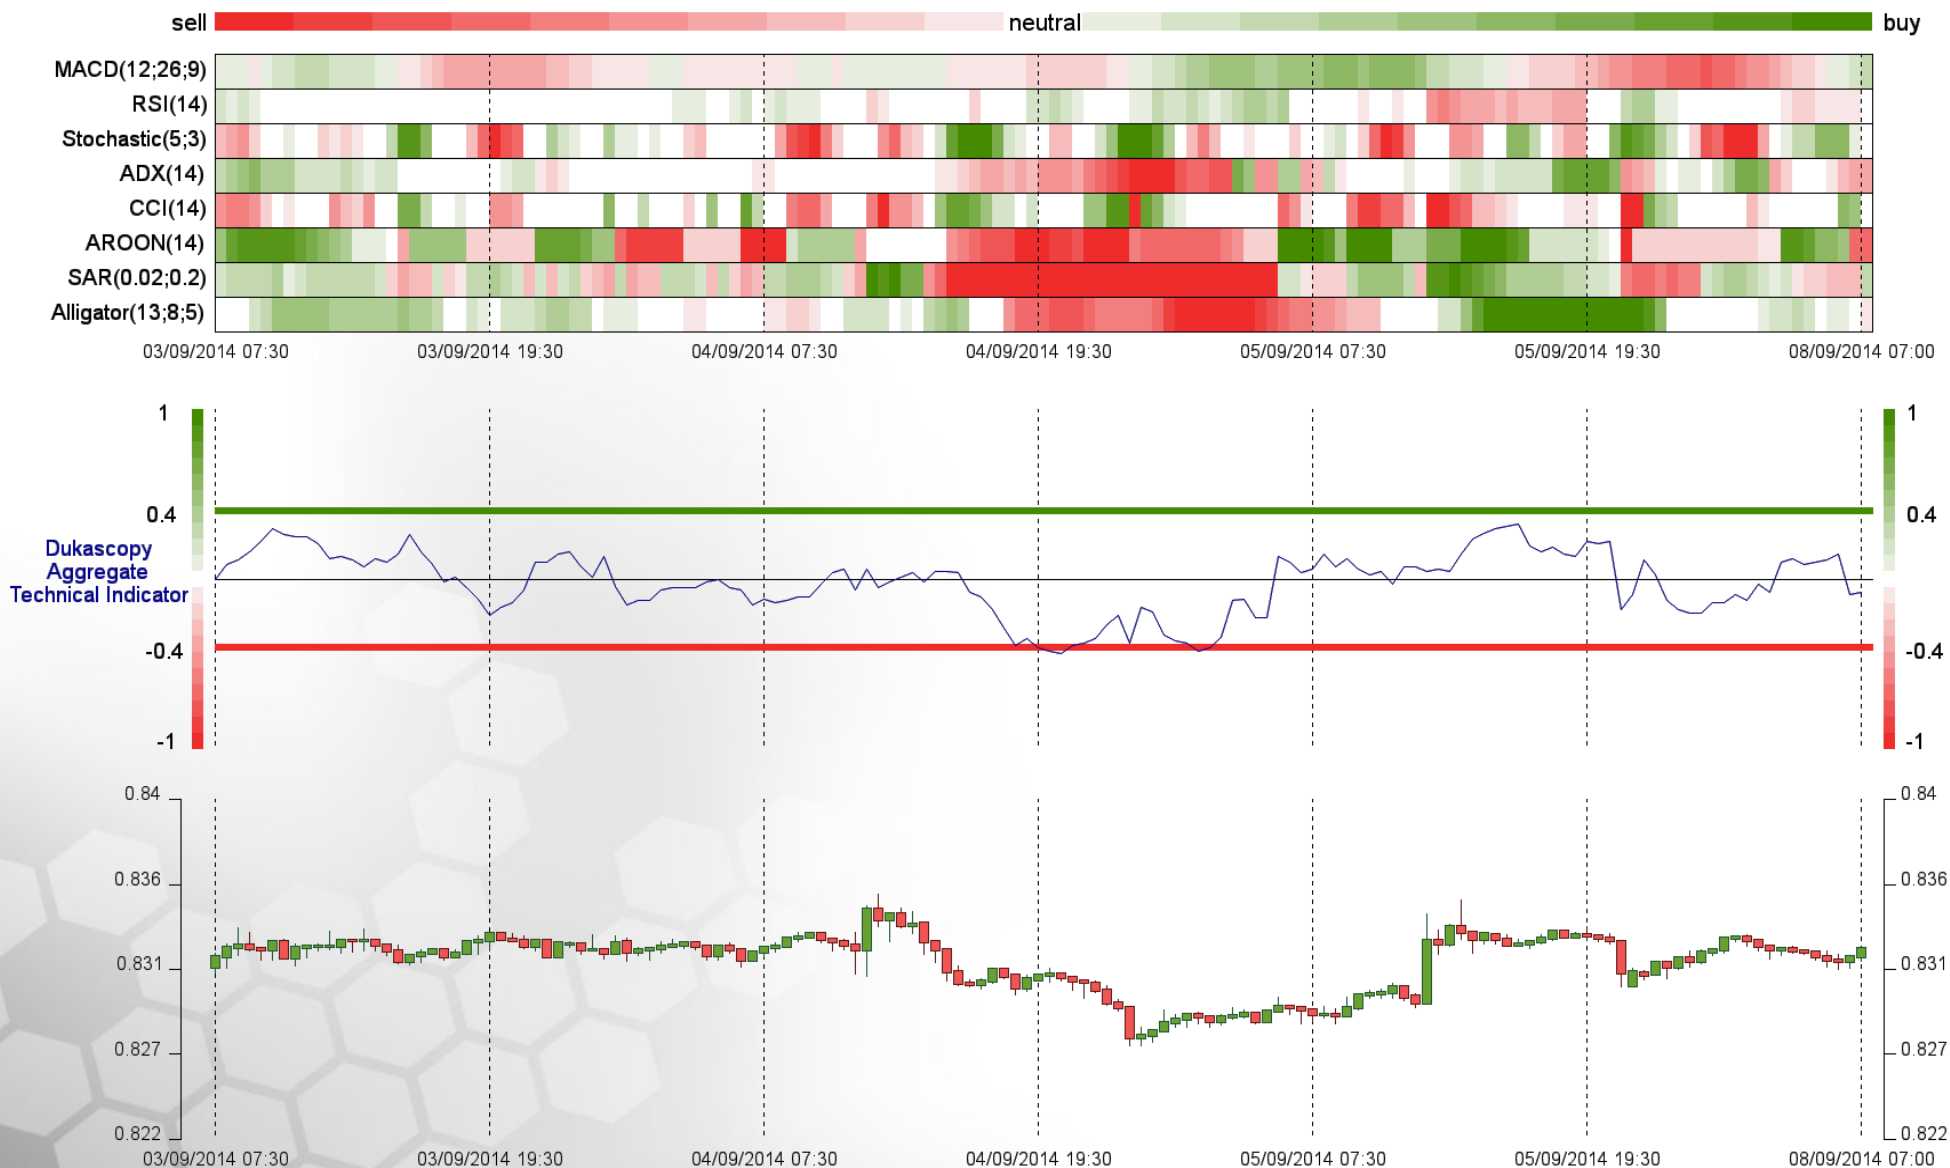 sell neutral buy
MACD(12;26;9)
RSI(14)
Stochastic(5;3)
ADX(14)
CCI(14)
AROON(14)
SAR(0.02;0.2)
Alligator(13;8;5)
03/09/2014 07:30 03/09/2014 19:30 04/09/2014 07:30 04/09/2014 19:30 05/09/2014 07:30 05/09/2014 19:30 08/09/2014 07:00
1 1
0.4 0.4
Dukascopy
Aggregate
Technical Indicator
-0.4 -0.4
-1 -1
0.84 0.84
0.836 0.836
0.831 0.831
0.827 0.827
0.822 0.822
03/09/2014 07:30 03/09/2014 19:30 04/09/2014 07:30 04/09/2014 19:30 05/09/2014 07:30 05/09/2014 19:30 08/09/2014 07:00